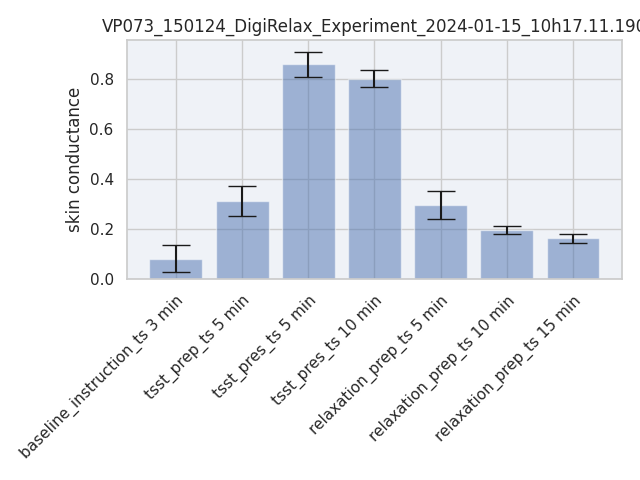 VP073_150124_DigiRelax_Experiment_2024-01-15_10h17.11.190
skin conductance
0.8
0.6
0.4
0.2
0.0
baseline_instruction_ts 3 min
tsst_prep_ts 5 min
tsst_pres_ts 5 min
tsst_pres_ts 10 min
relaxation_prep_ts 5 min
relaxation_prep_ts 10 min
relaxation_prep_ts 15 min